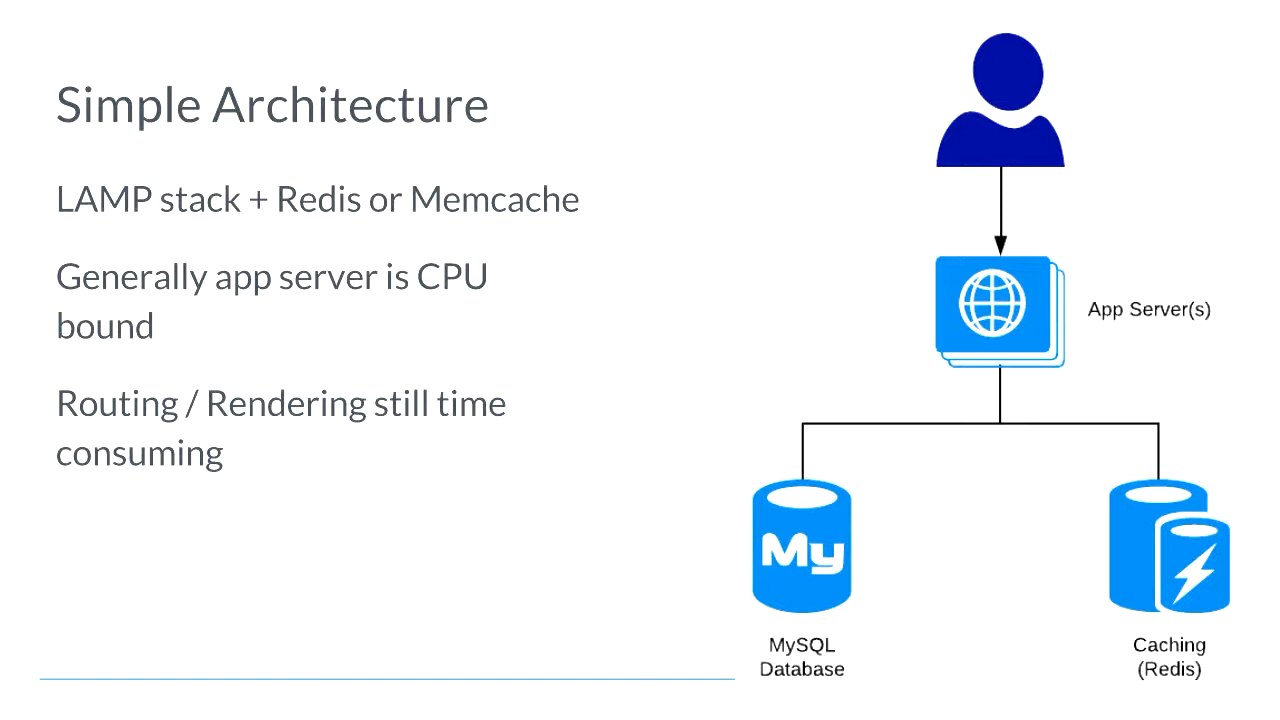 Simple Architecture
LAMP stack + Redis or Memcache
Generally app server is CPU
bound
Routing / Rendering still time
consuming
App Server(s)
My
MySQL
Database
Caching
(Redis)